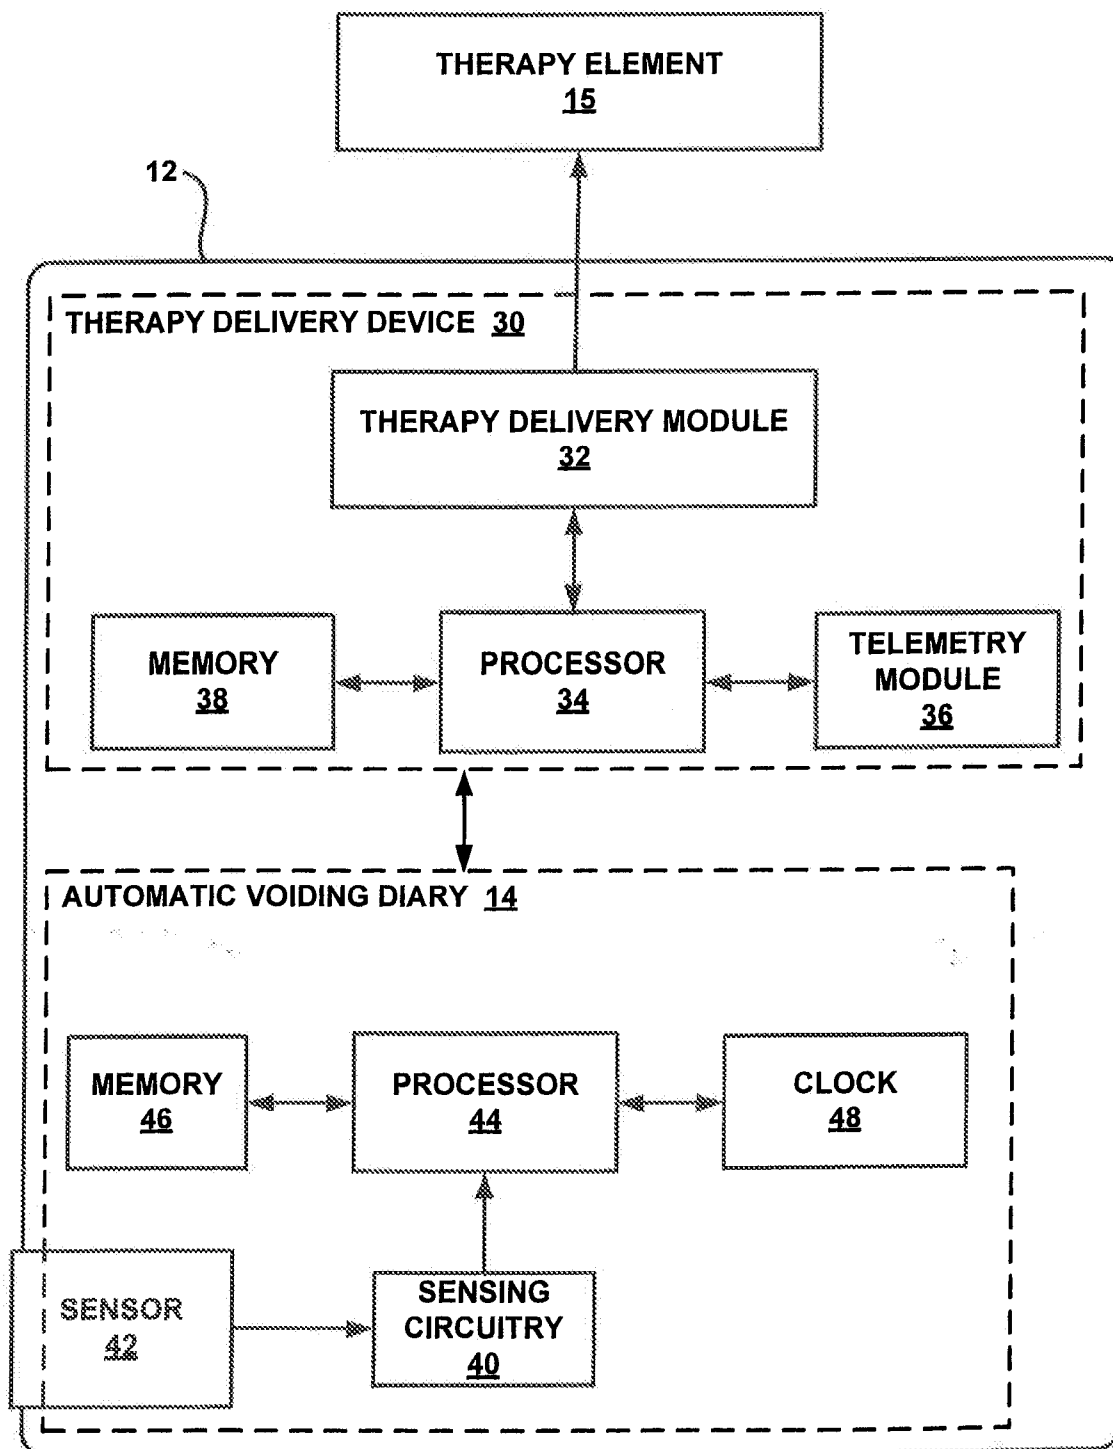 THERAPY ELEMENT
15
12
THERAPY DELIVERY DEVICE 30
THERAPY DELIVERY MODULE
32
MEMORY
38
PROCESSOR
34
TELEMETRY
MODULE
36
AUTOMATIC VOIDING DIARY 14
MEMORY
46
PROCESSOR
44
CLOCK
48
SENSOR
42
SENSING
CIRCUITRY
40